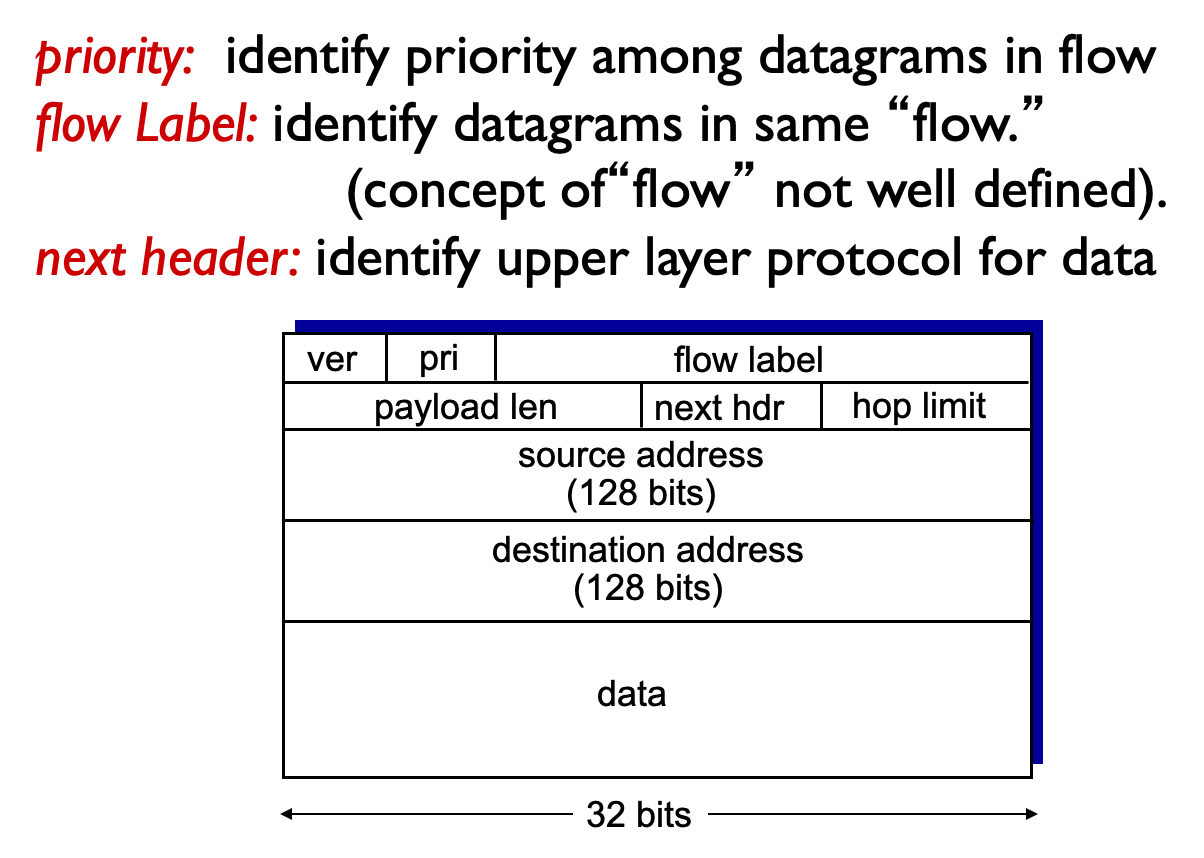 priority: identify priority among datagrams in flow
flow Label: identify datagrams in same “flow.”
(concept of“flow” not well defined).
next header: identify upper layer protocol for data
ver pri flow label
payload len next hdr hop limit
source address
(128 bits)
destination address
(128 bits)
data
32 bits